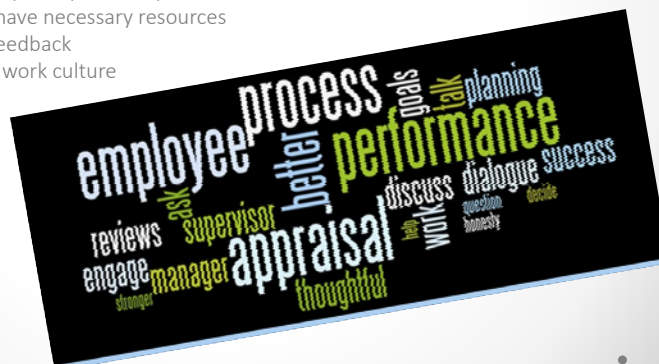 have necessary resources
eedback
work culture
process
goals
talk
planning
employee
better
performance
ask
discuss
dialogue
success
reviews
supervisor
appraisal
help
work
question
decide
honesty
engage
manager
stronger
thoughtful